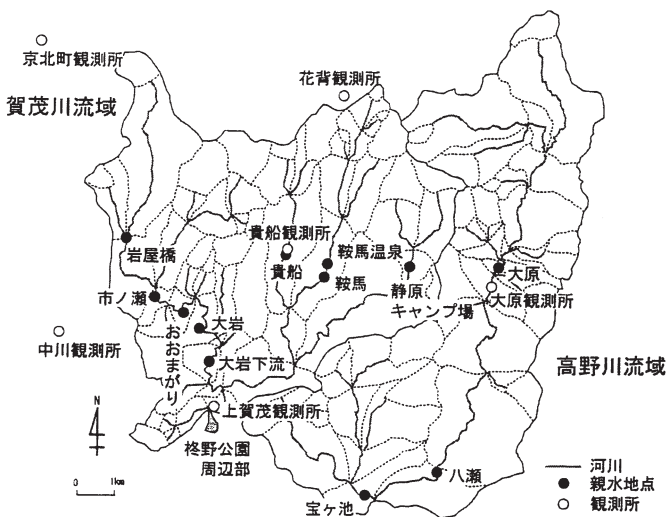 京北町観測所
花背観測所
賀茂川流域
貴船観測所
貴船
鞍馬温泉
鞍馬
岩屋橋
市ノ瀬
おおまがり
大岩
大岩下流
静原
キャンプ場
大原
大原観測所
中川観測所
高野川流域
上賀茂観測所
柊野公園
周辺部
八瀬
宝ヶ池
N
0 1km
河川
親水地点
観測所